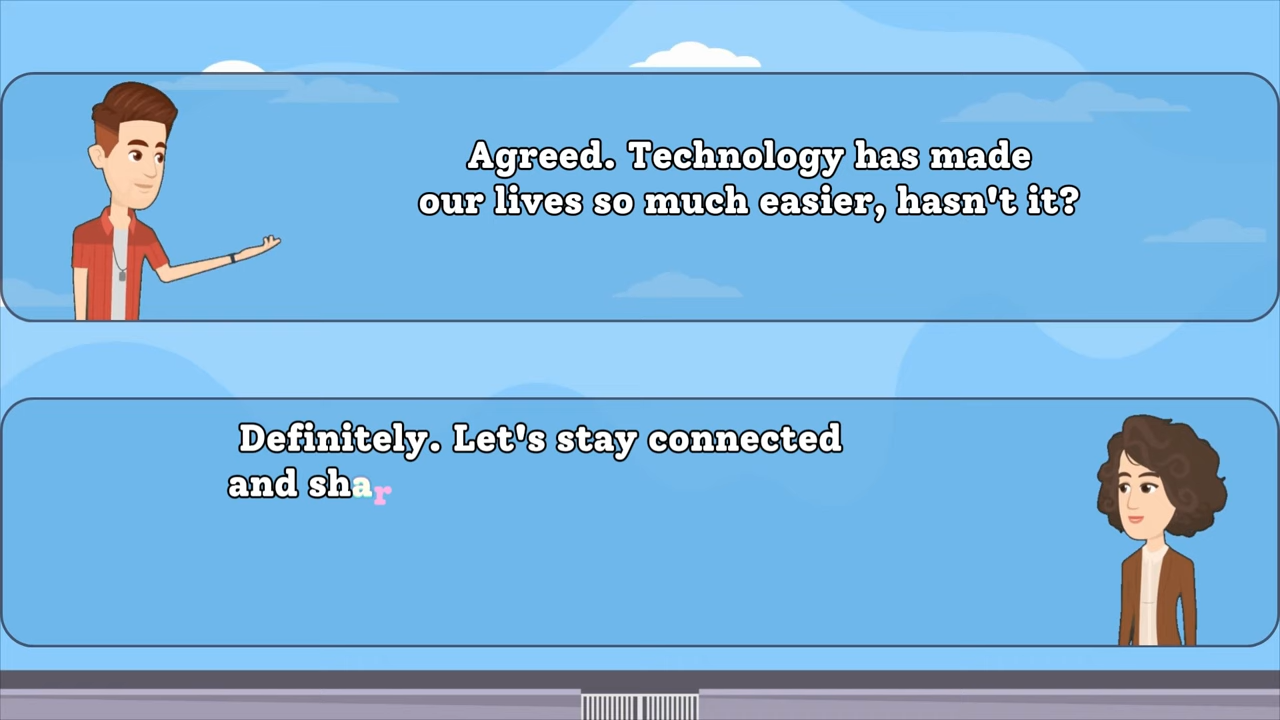 Agreed. Technology has made
our lives so much easier, hasn't it?
Definitely. Let's stay connected
and shar